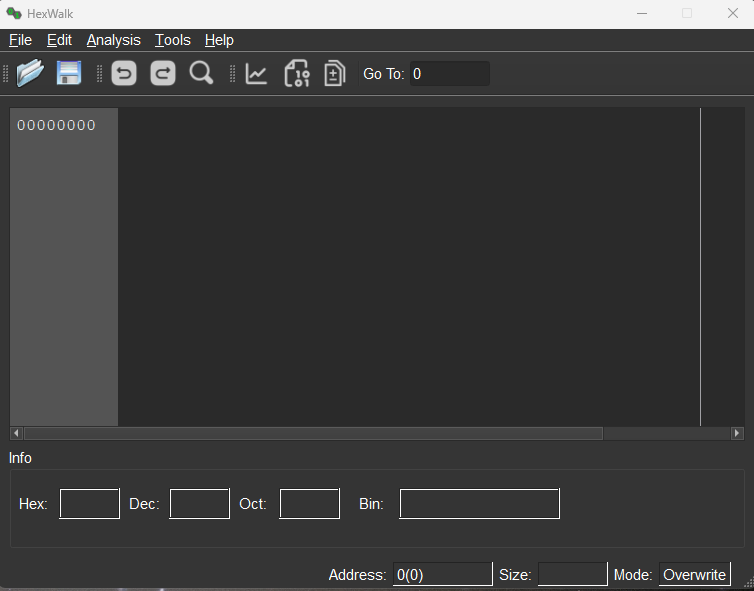 HexWalk
File Edit Analysis Tools Help
Go To: 0
00000000
Info
Hex: Dec: Oct: Bin:
Address: 0(0) Size: Mode: Overwrite